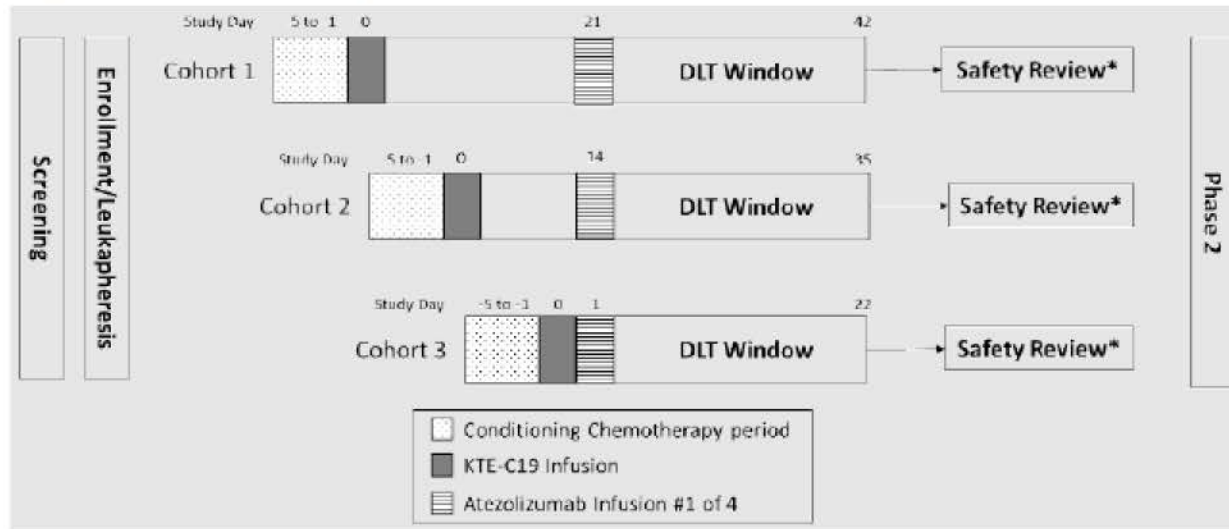 Screening
Enrollment/Leukapheresis
Study Day 5 to 1 0 21 42
Cohort 1 DLT Window Safety Review*
Study Day 5 to -1 0 14 35
Cohort 2 DLT Window Safety Review*
Study Day -5 to -1 0 1 22
Cohort 3 DLT Window Safety Review*
Phase 2
Conditioning Chemotherapy period
KTE-C19 Infusion
Atezolizumab Infusion #1 of 4